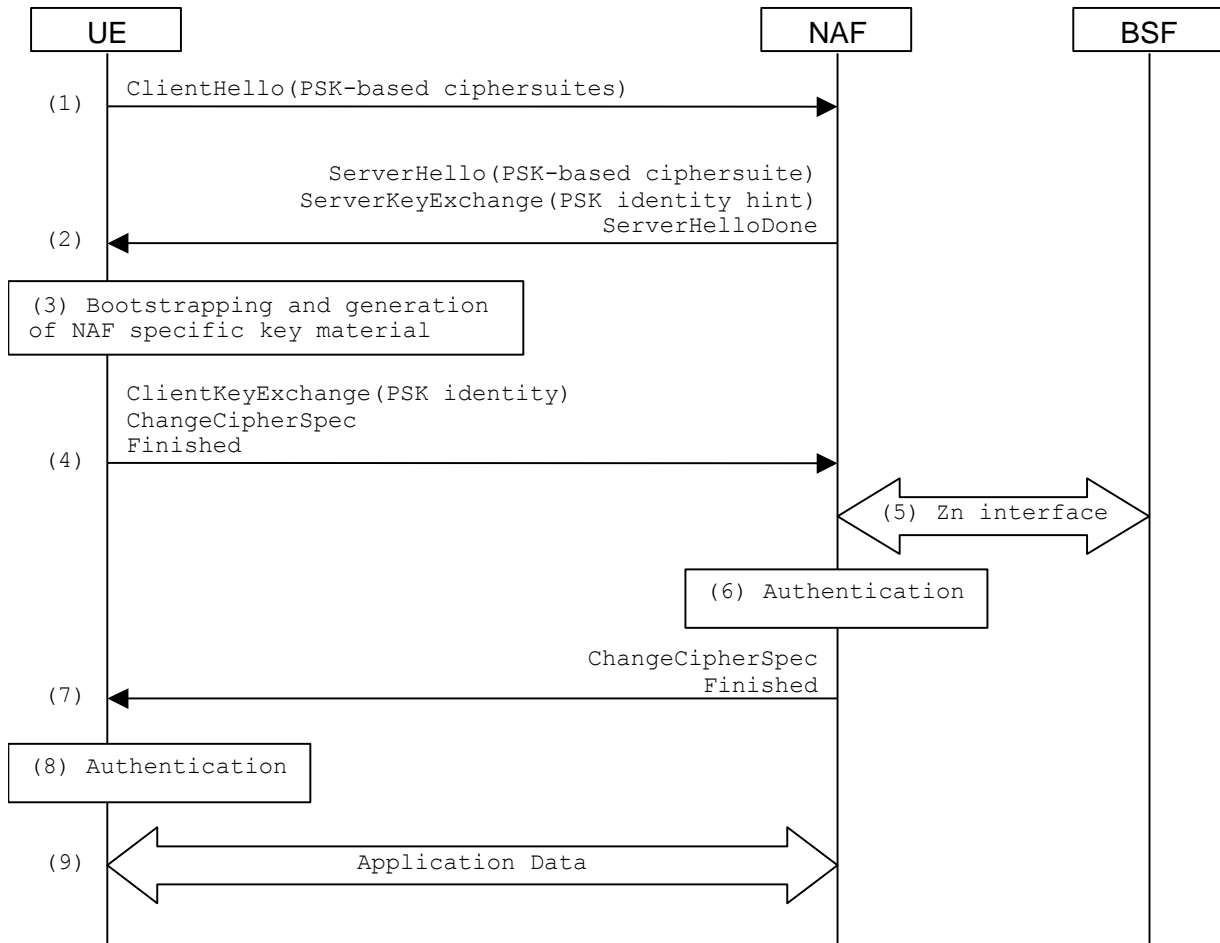 UE
NAF
BSF
ClientHello(PSK-based ciphersuites)
(1)
ServerHello(PSK-based ciphersuite)
ServerKeyExchange(PSK identity hint)
ServerHelloDone
(2)
(3) Bootstrapping and generation
of NAF specific key material
ClientKeyExchange(PSK identity)
ChangeCipherSpec
Finished
(4)
(5) Zn interface
(6) Authentication
ChangeCipherSpec
Finished
(7)
(8) Authentication
(9)
Application Data